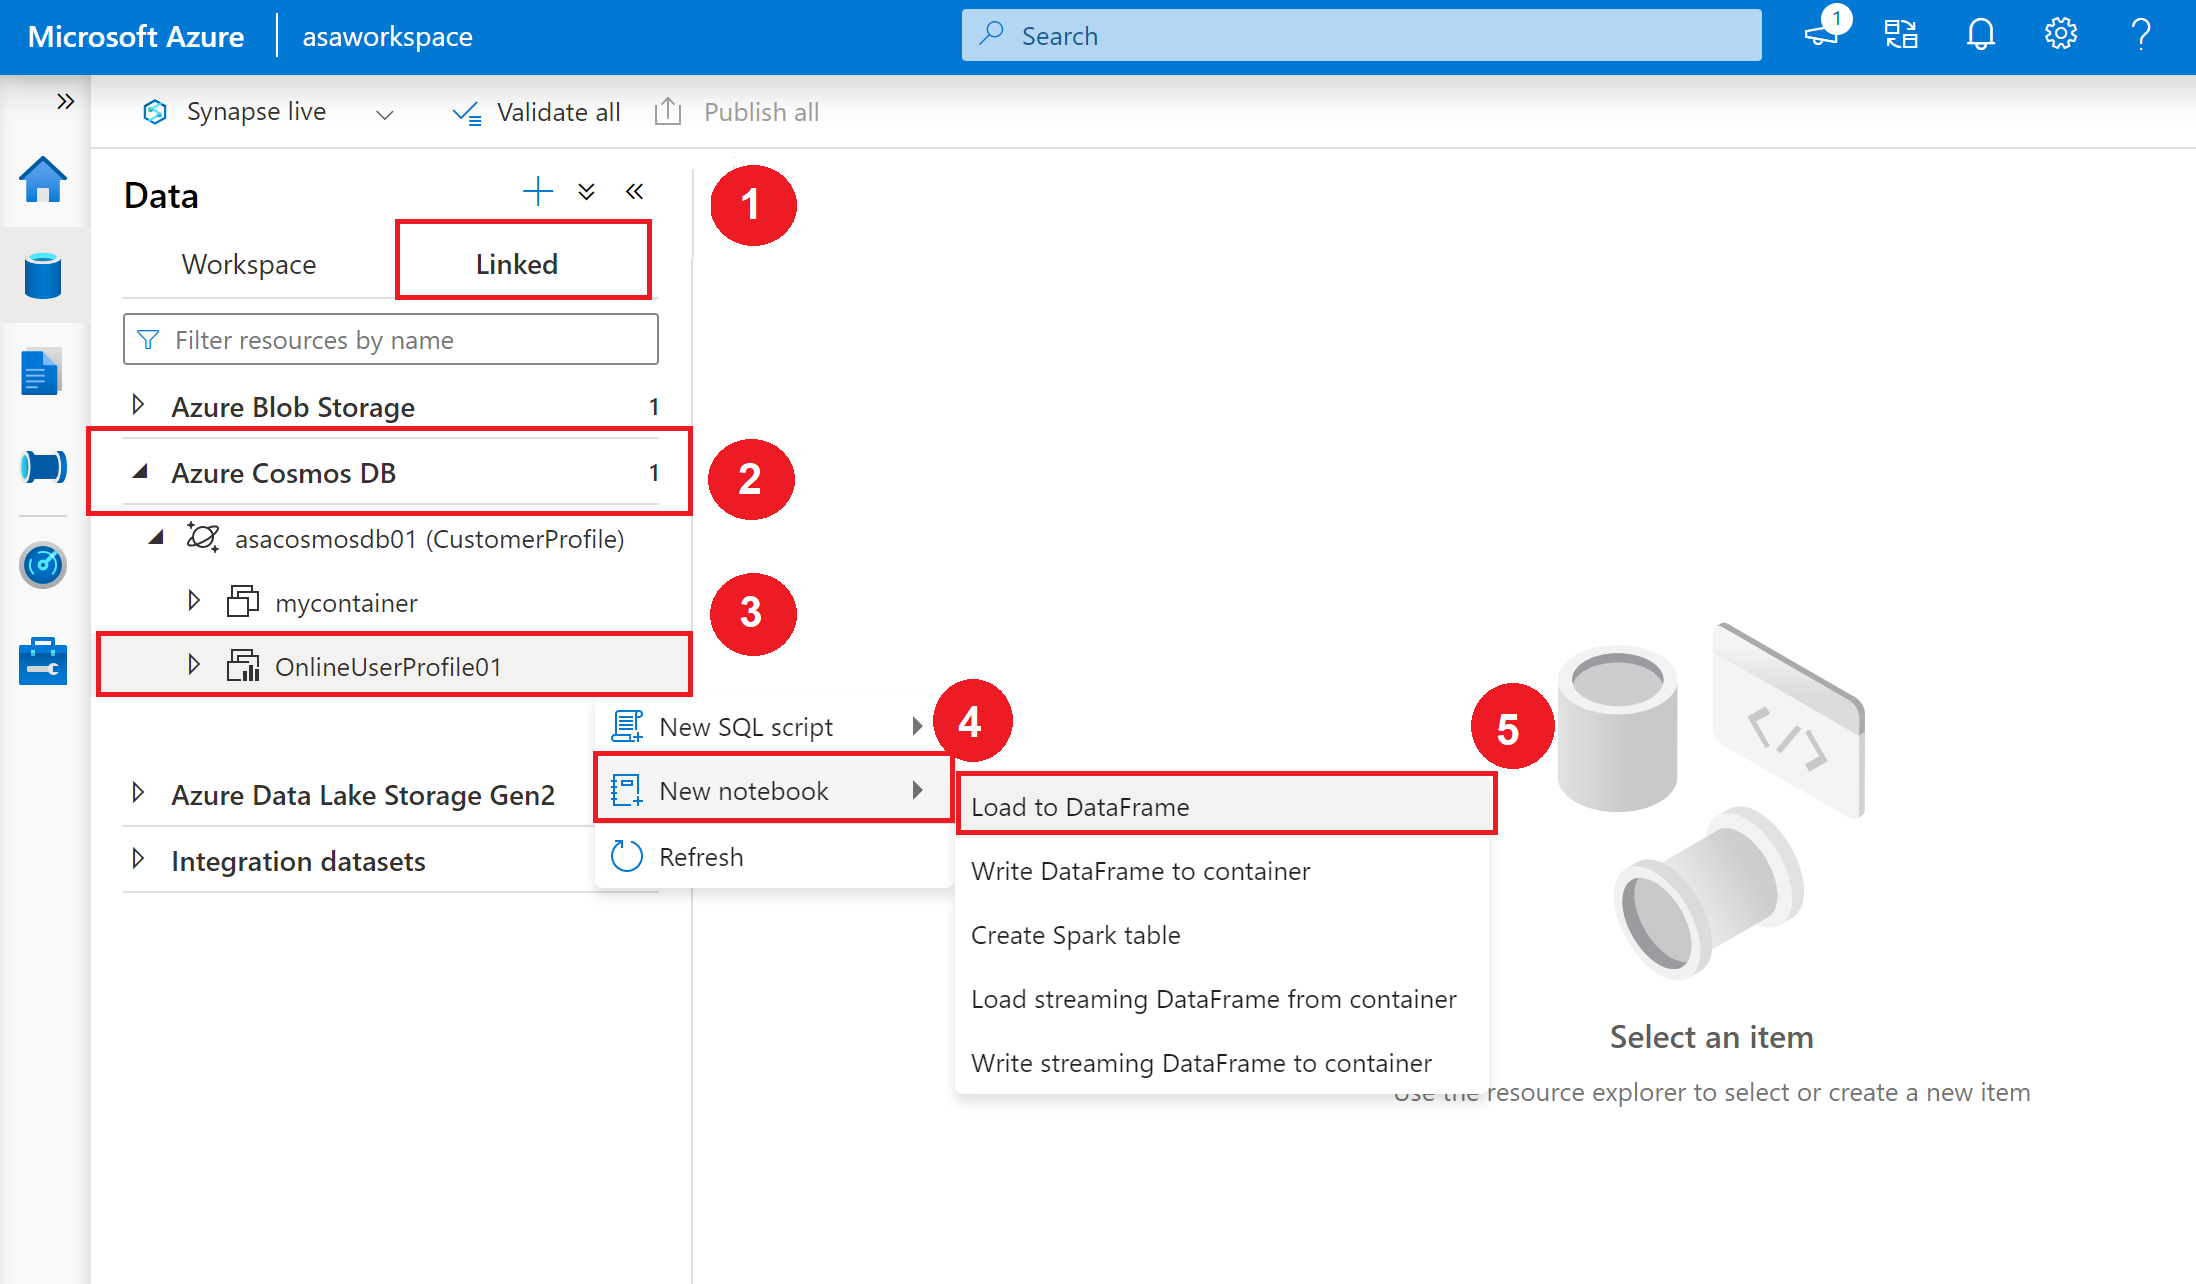 Microsoft Azure asaworkspace Search 1
Synapse live Validate all Publish all
Data 1
Workspace Linked
Filter resources by name
Azure Blob Storage 1
Azure Cosmos DB 1 2
asacosmosdb01 (CustomerProfile)
mycontainer 3
OnlineUserProfile01
New SQL script 4 5
New notebook
Load to DataFrame
Azure Data Lake Storage Gen2
Refresh
Integration datasets
Write DataFrame to container
Create Spark table
Load streaming DataFrame from container
Write streaming DataFrame to container
Select an item
Use the resource explorer to select or create a new item